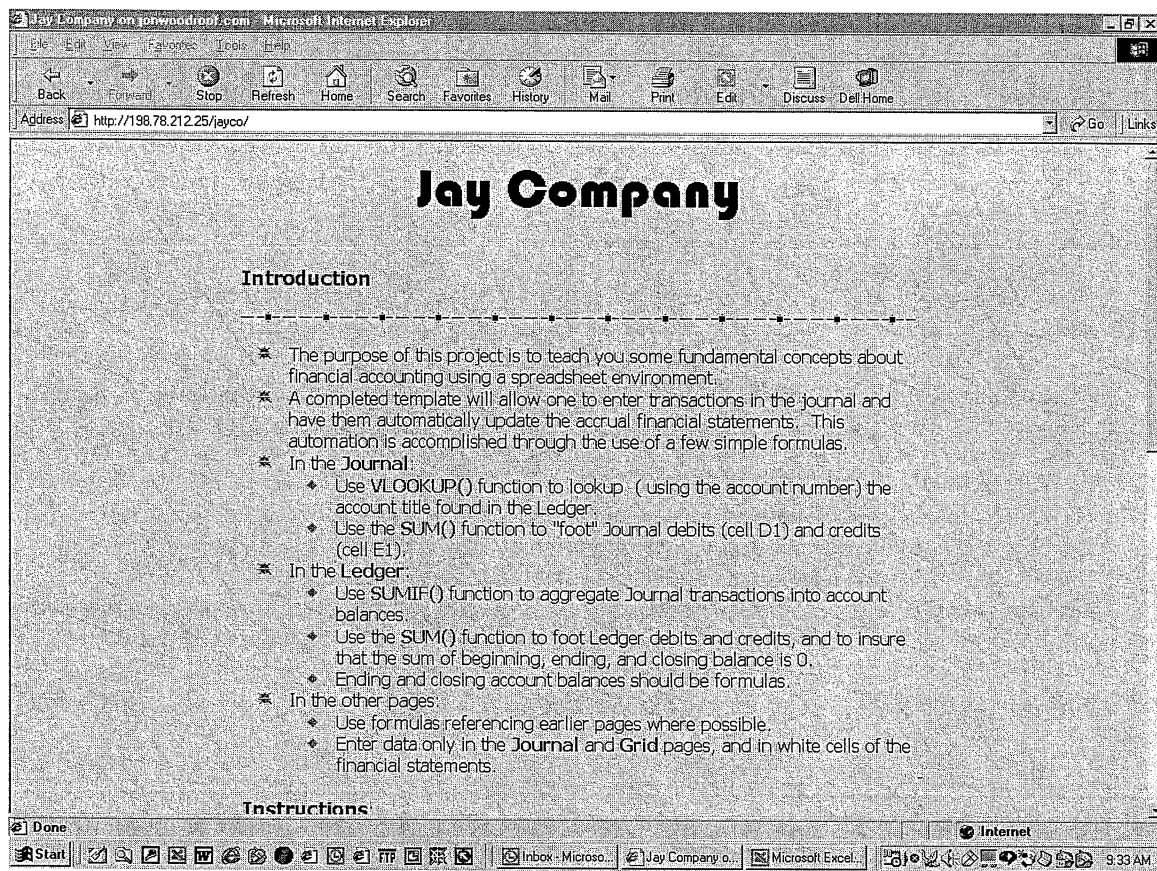 Jay Company on jonwoodroof.com - Microsoft Internet Explorer
File Edit View Favorites Tools Help
Back Forward Stop Refresh Home Search Favorites History Mail Print Edit Discuss Dell Home
Address http://198.78.212.25/jayco/ Go Links
Jay Company
Introduction
The purpose of this project is to teach you some fundamental concepts about
financial accounting using a spreadsheet environment.
A completed template will allow one to enter transactions in the journal and
have them automatically update the accrual financial statements. This
automation is accomplished through the use of a few simple formulas.
In the Journal:
Use VLOOKUP() function to lookup ( using the account number) the
account title found in the Ledger.
Use the SUM() function to "foot" Journal debits (cell D1) and credits
(cell E1).
In the Ledger:
Use SUMIF() function to aggregate Journal transactions into account
balances.
Use the SUM() function to foot Ledger debits and credits, and to insure
that the sum of beginning, ending, and closing balance is 0.
Ending and closing account balances should be formulas.
In the other pages:
Use formulas referencing earlier pages where possible.
Enter data only in the Journal and Grid pages, and in white cells of the
financial statements.
Instructions:
Done Internet
Start FTP Inbox - Microso... Jay Company o... Microsoft Excel... 9:33 AM